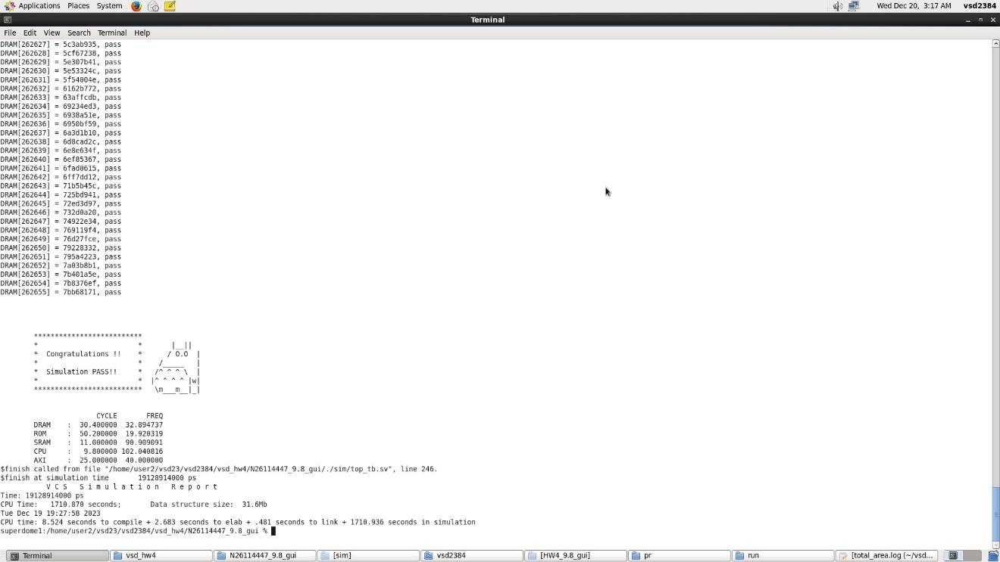 Applications Places System Wed Dec 20, 3:17 AM vsd2384
Terminal
File Edit View Search Terminal Help
DRAM[262627] = 5c3ab935, pass
DRAM[262628] = 5cf67238, pass
DRAM[262629] = 5e307b41, pass
DRAM[262630] = 5e53324c, pass
DRAM[262631] = 5f54004e, pass
DRAM[262632] = 6162b772, pass
DRAM[262633] = 63affcdb, pass
DRAM[262634] = 69234ed3, pass
DRAM[262635] = 6938a51e, pass
DRAM[262636] = 6950bf59, pass
DRAM[262637] = 6a3d1b10, pass
DRAM[262638] = 6d8cad2c, pass
DRAM[262639] = 6e8e634f, pass
DRAM[262640] = 6ef85367, pass
DRAM[262641] = 6fad0615, pass
DRAM[262642] = 6ff7dd12, pass
DRAM[262643] = 71b5b45c, pass
DRAM[262644] = 725bd941, pass
DRAM[262645] = 72ed3d97, pass
DRAM[262646] = 732d0a20, pass
DRAM[262647] = 74922e34, pass
DRAM[262648] = 769119f4, pass
DRAM[262649] = 76d27fce, pass
DRAM[262650] = 79228332, pass
DRAM[262651] = 795a4223, pass
DRAM[262652] = 7a03b8b1, pass
DRAM[262653] = 7b401a5e, pass
DRAM[262654] = 7b8376ef, pass
DRAM[262655] = 7bb68171, pass
**************************
*                        *       |__||
*  Congratulations !!    *      / O.O  |
*                        *    /_____   |
*  Simulation PASS!!     *   /^ ^ ^ \  |
*                        *  |^ ^ ^ ^ |w|
**************************   \m___m__|_|
CYCLE FREQ
DRAM : 30.400000 32.894737
ROM : 50.200000 19.920319
SRAM : 11.000000 90.909091
CPU : 9.800000 102.040816
AXI : 25.000000 40.000000
$finish called from file "/home/user2/vsd23/vsd2384/vsd_hw4/N26114447_9.8_gui/./sim/top_tb.sv", line 246.
$finish at simulation time 19128914000 ps
V C S S i m u l a t i o n R e p o r t
Time: 19128914000 ps
CPU Time: 1710.870 seconds; Data structure size: 31.6Mb
Tue Dec 19 19:27:58 2023
CPU time: 8.524 seconds to compile + 2.683 seconds to elab + .481 seconds to link + 1710.936 seconds in simulation
superdome1:/home/user2/vsd23/vsd2384/vsd_hw4/N26114447_9.8_gui %
Terminal vsd_hw4 N26114447_9.8_gui [sim] vsd2384 [HW4_9.8_gui] pr run [total_area.log (~/vsd...